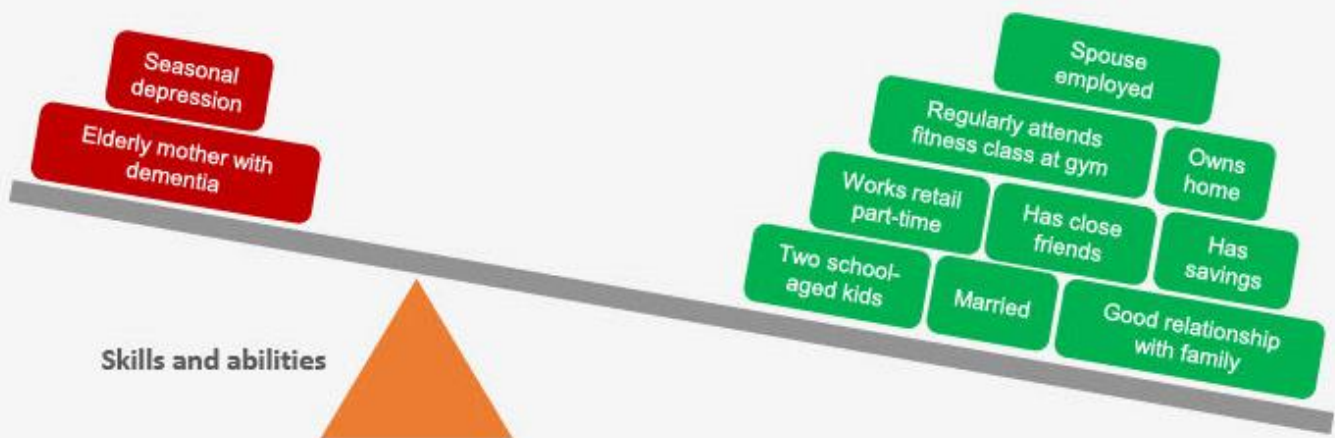 Seasonal
depression
Elderly mother with
dementia
Spouse
employed
Regularly attends
fitness class at gym
Owns
home
Works retail
part-time
Has close
friends
Has
savings
Two school-
aged kids
Married
Good relationship
with family
Skills and abilities